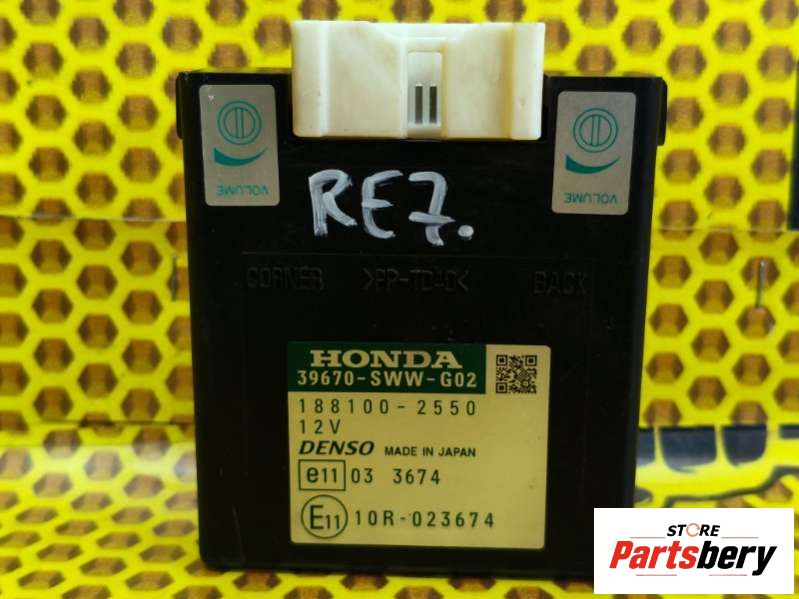 VOLUME
VOLUME
RE7.
CORNER >PP-TD40< BACK
HONDA
39670-SWW-G02
188100-2550
12V
DENSO MADE IN JAPAN
e11 03 3674
E11 10R-023674
STORE
Partsbery